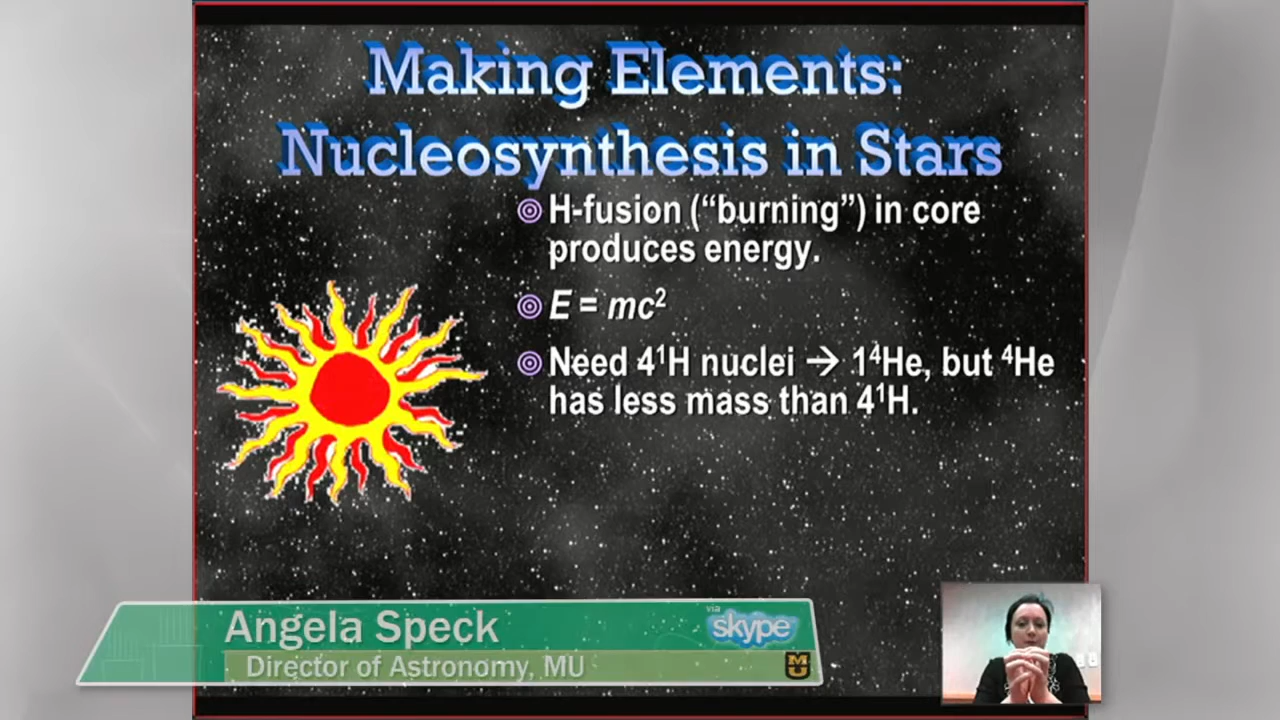 Making Elements:
Nucleosynthesis in Stars
H-fusion (“burning”) in core
produces energy.
E = mc²
Need 4¹H nuclei → 1⁴He, but ⁴He
has less mass than 4¹H.
Angela Speck
via
skype
Director of Astronomy, MU
MU